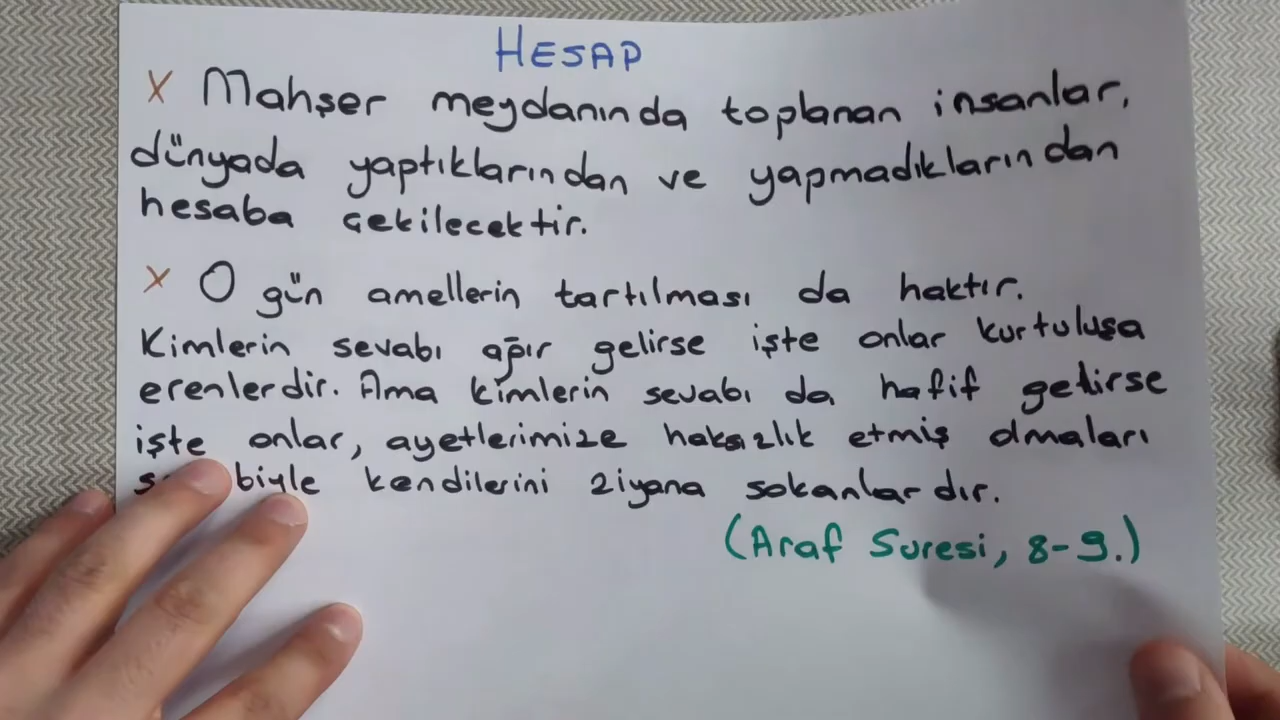 HESAP
x Mahşer meydanında toplanan insanlar,
dünyada yaptıklarından ve yapmadıklarından
hesaba çekilecektir.
x O gün amellerin tartılması da haktır.
Kimlerin sevabı ağır gelirse işte onlar kurtuluşa
erenlerdir. Ama kimlerin sevabı da hafif gelirse
işte onlar, ayetlerimize haksızlık etmiş olmaları
biyle kendilerini ziyana sokanlardır.
(Araf Suresi, 8-9.)